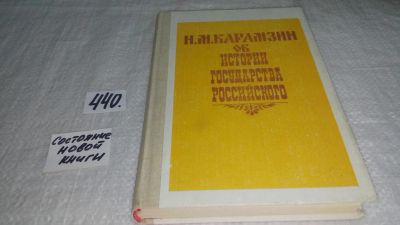 Н.М.КАРАМЗИН
ОБ
ИСТОРИИ
ГОСУДАРСТВА
РОССИЙСКОГО
440.
Состояние
новой
книги